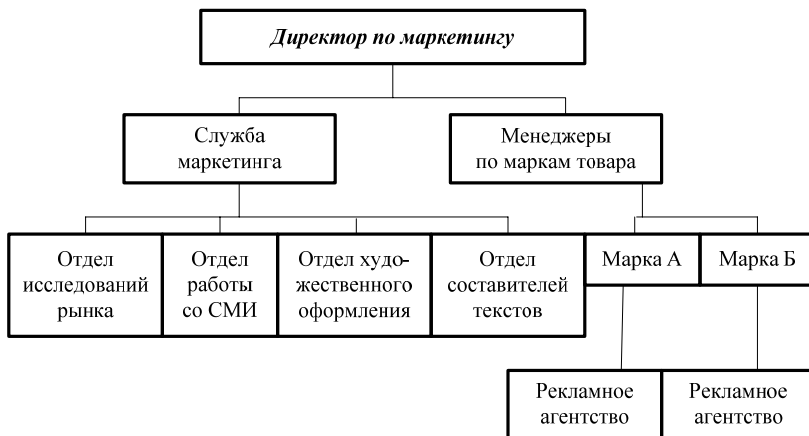 Директор по маркетингу
Служба
маркетинга
Менеджеры
по маркам товара
Отдел
исследований
рынка
Отдел
работы
со СМИ
Отдел худо-
жественного
оформления
Отдел
составителей
текстов
Марка А
Марка Б
Рекламное
агентство
Рекламное
агентство